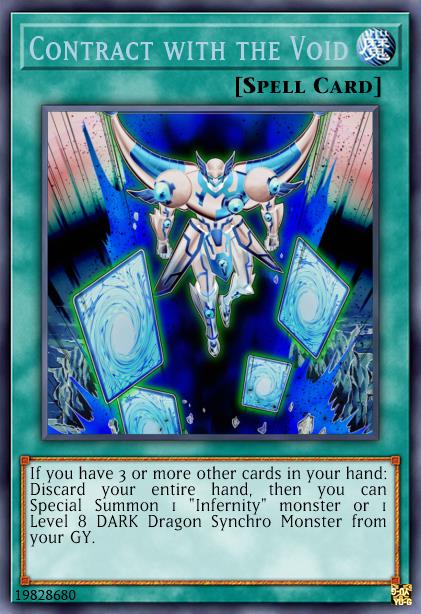 CONTRACT WITH THE VOID
魔
[SPELL CARD]
If you have 3 or more other cards in your hand:
Discard your entire hand, then you can
Special Summon 1 "Infernity" monster or 1
Level 8 DARK Dragon Synchro Monster from
your GY.
19828680